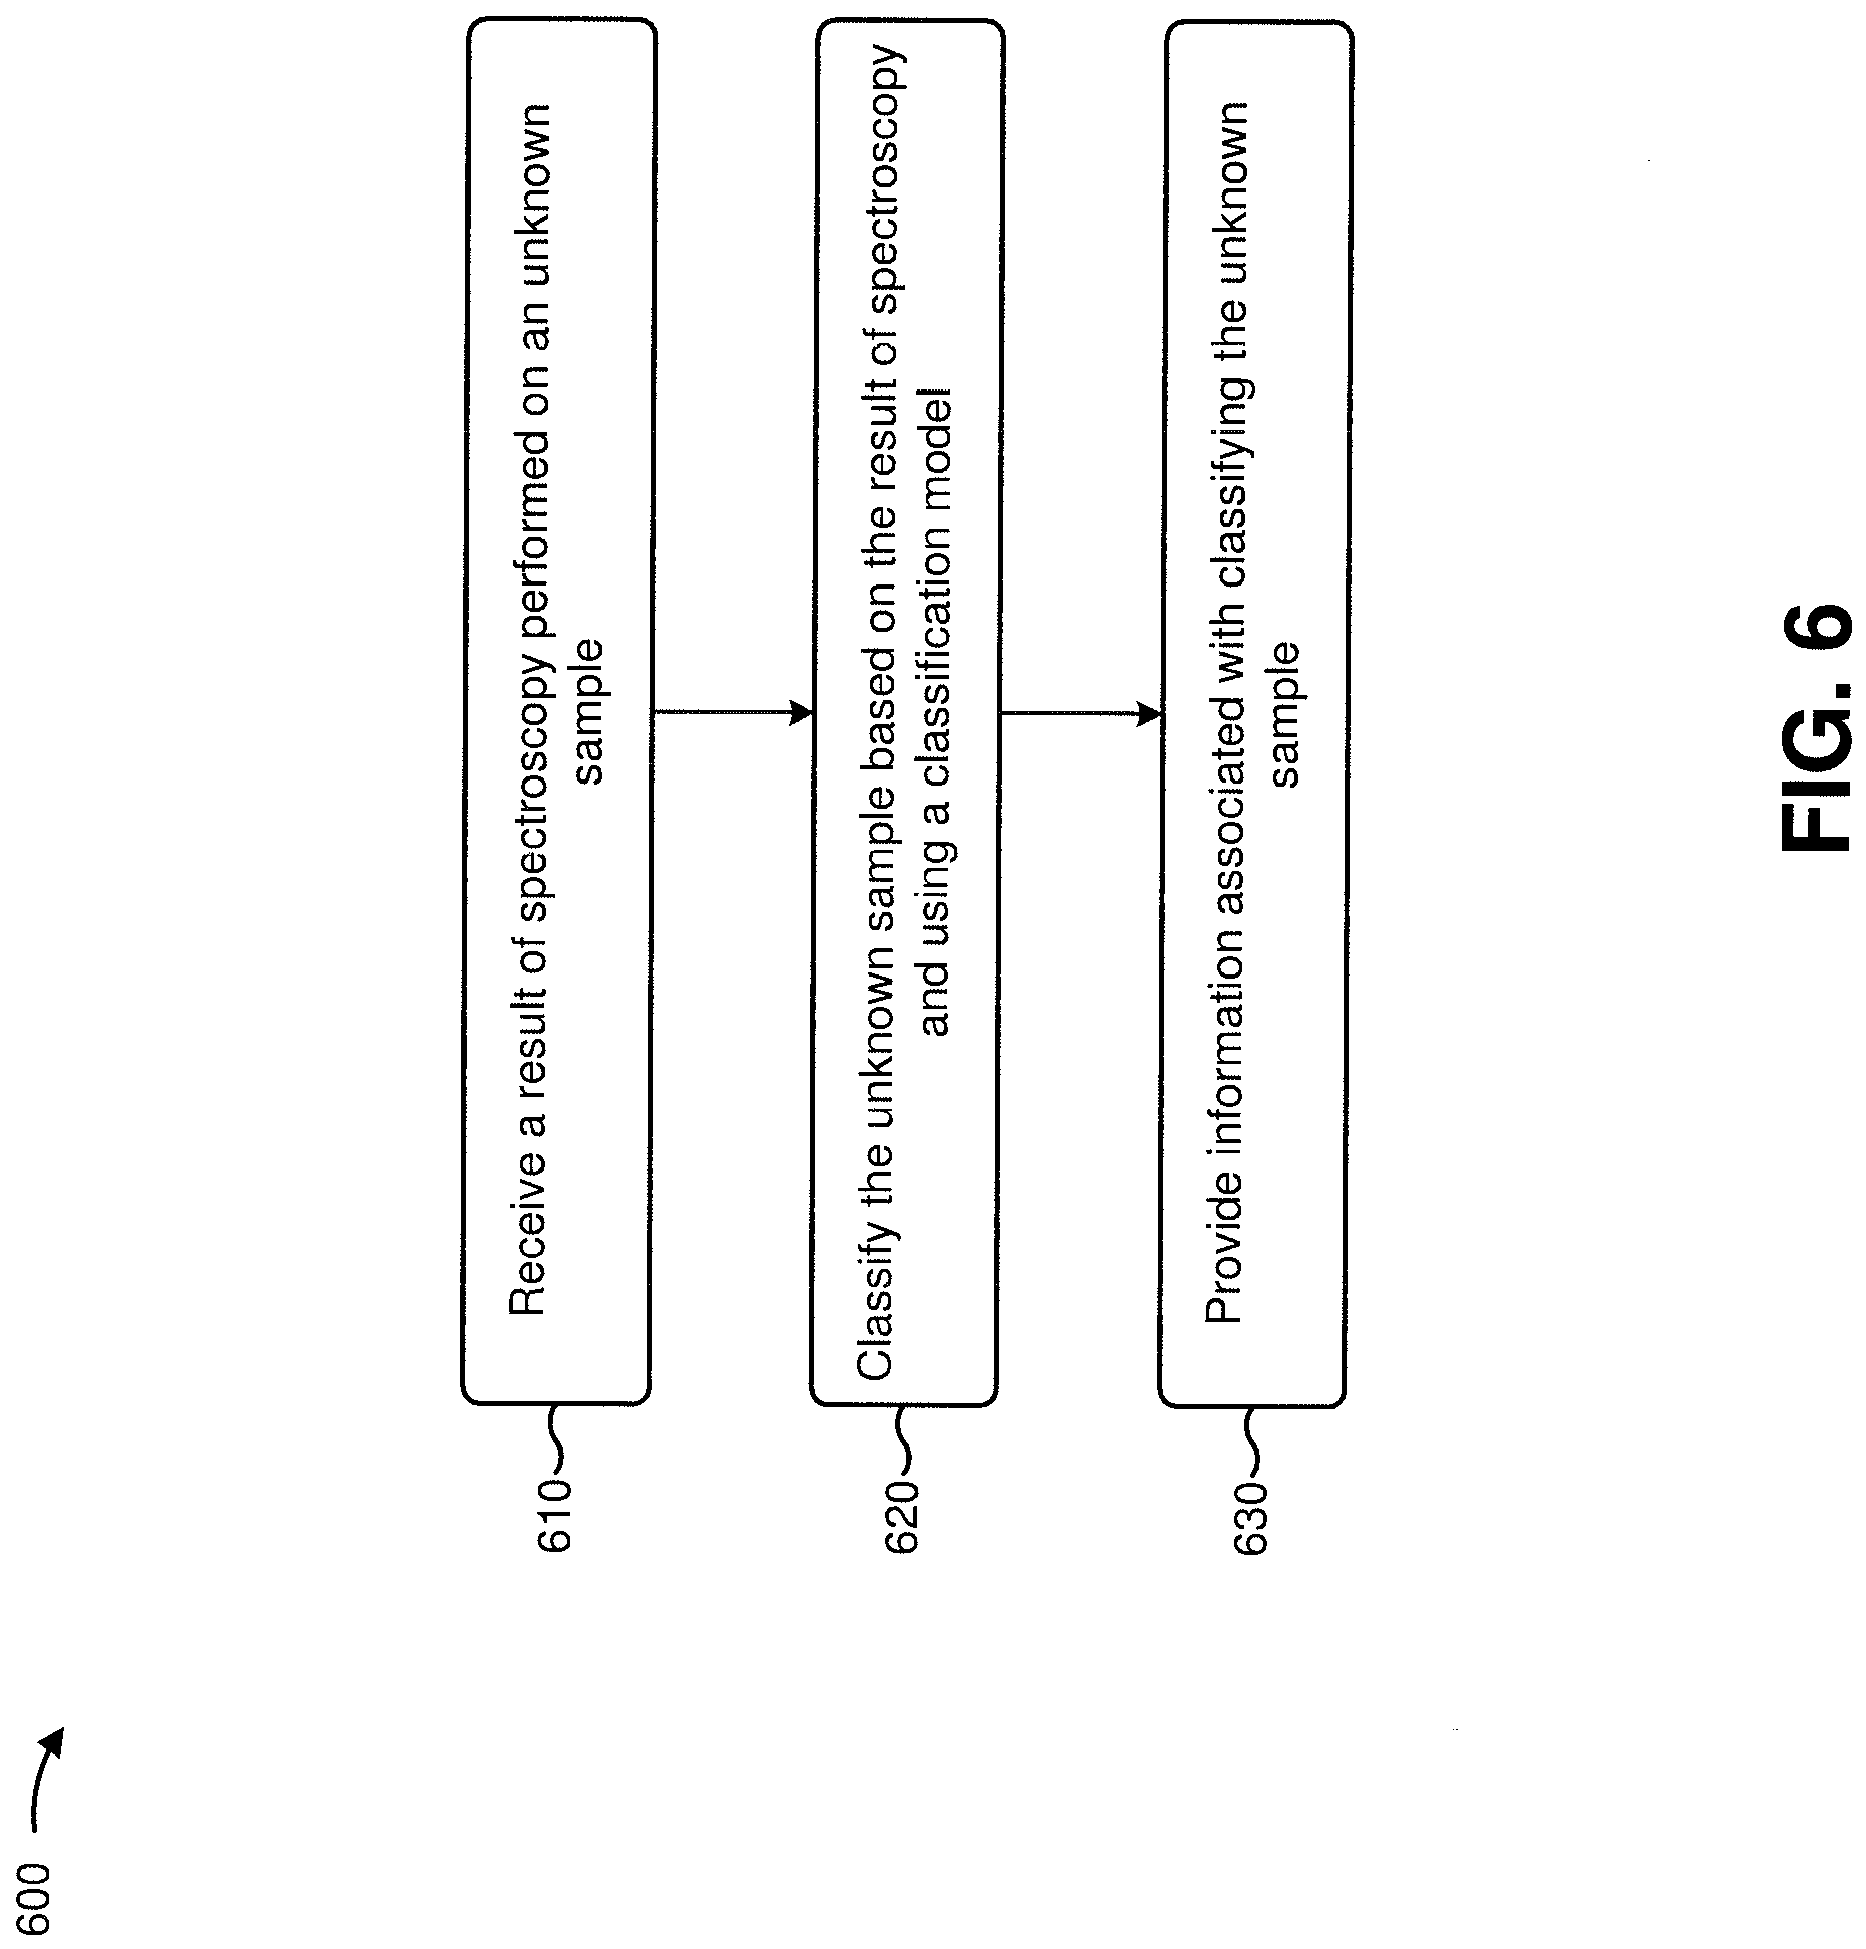 600
610
Receive a result of spectroscopy performed on an unknown
sample
620
Classify the unknown sample based on the result of spectroscopy
and using a classification model
630
Provide information associated with classifying the unknown
sample
FIG. 6